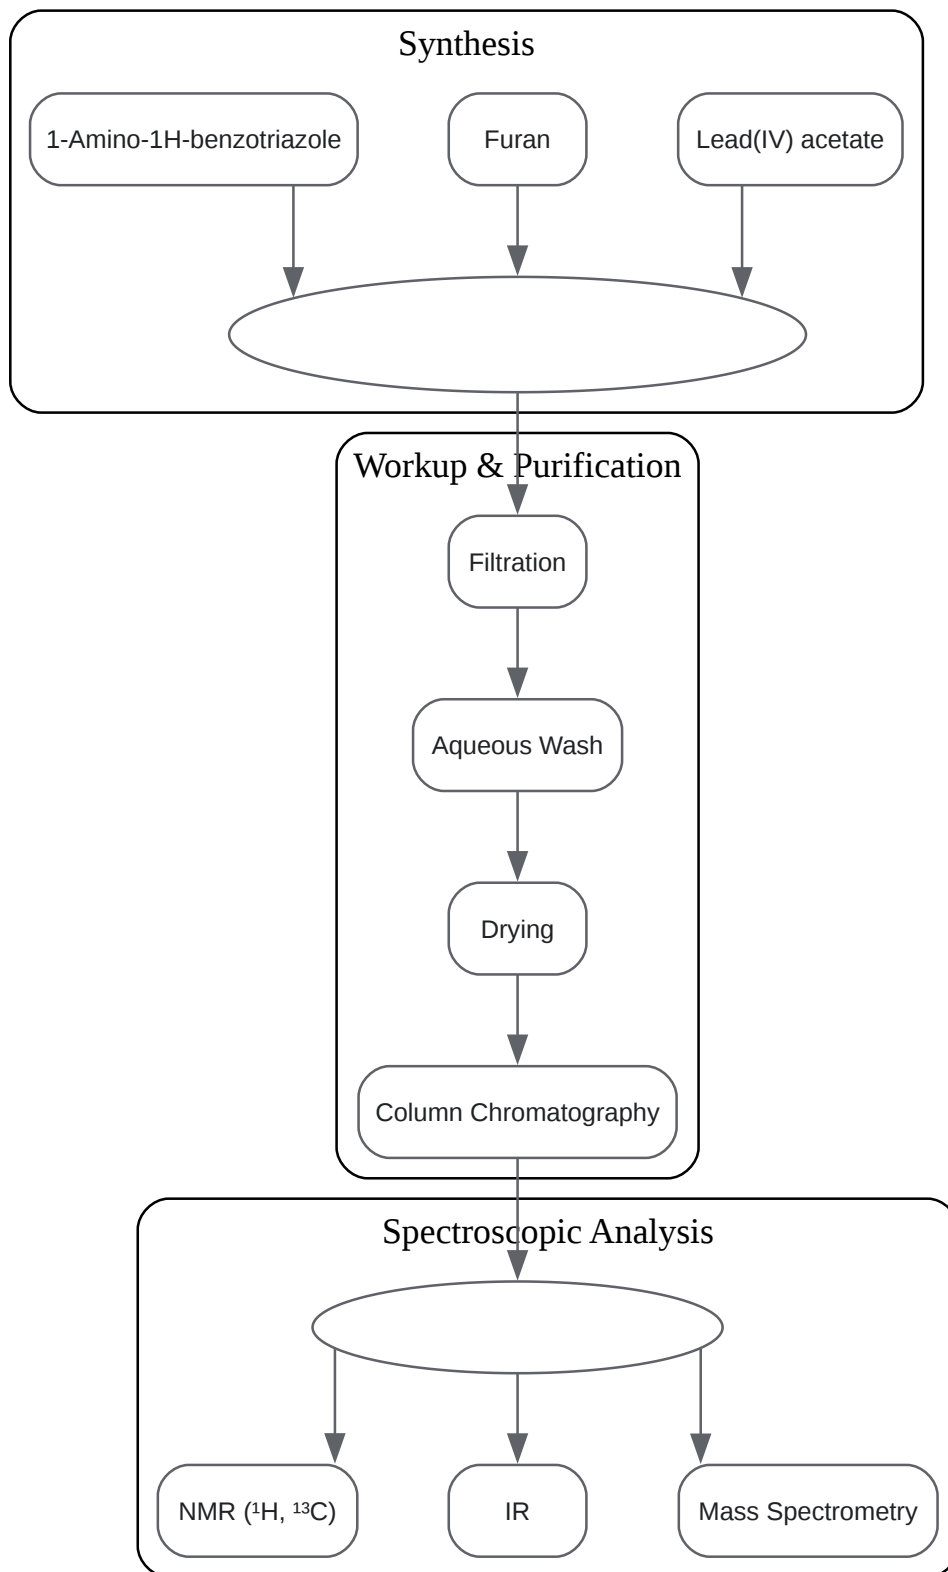 Synthesis
1-Amino-1H-benzotriazole
Furan
Lead(IV) acetate
Workup & Purification
Filtration
Aqueous Wash
Drying
Column Chromatography
Spectroscopic Analysis
NMR (¹H, ¹³C)
IR
Mass Spectrometry